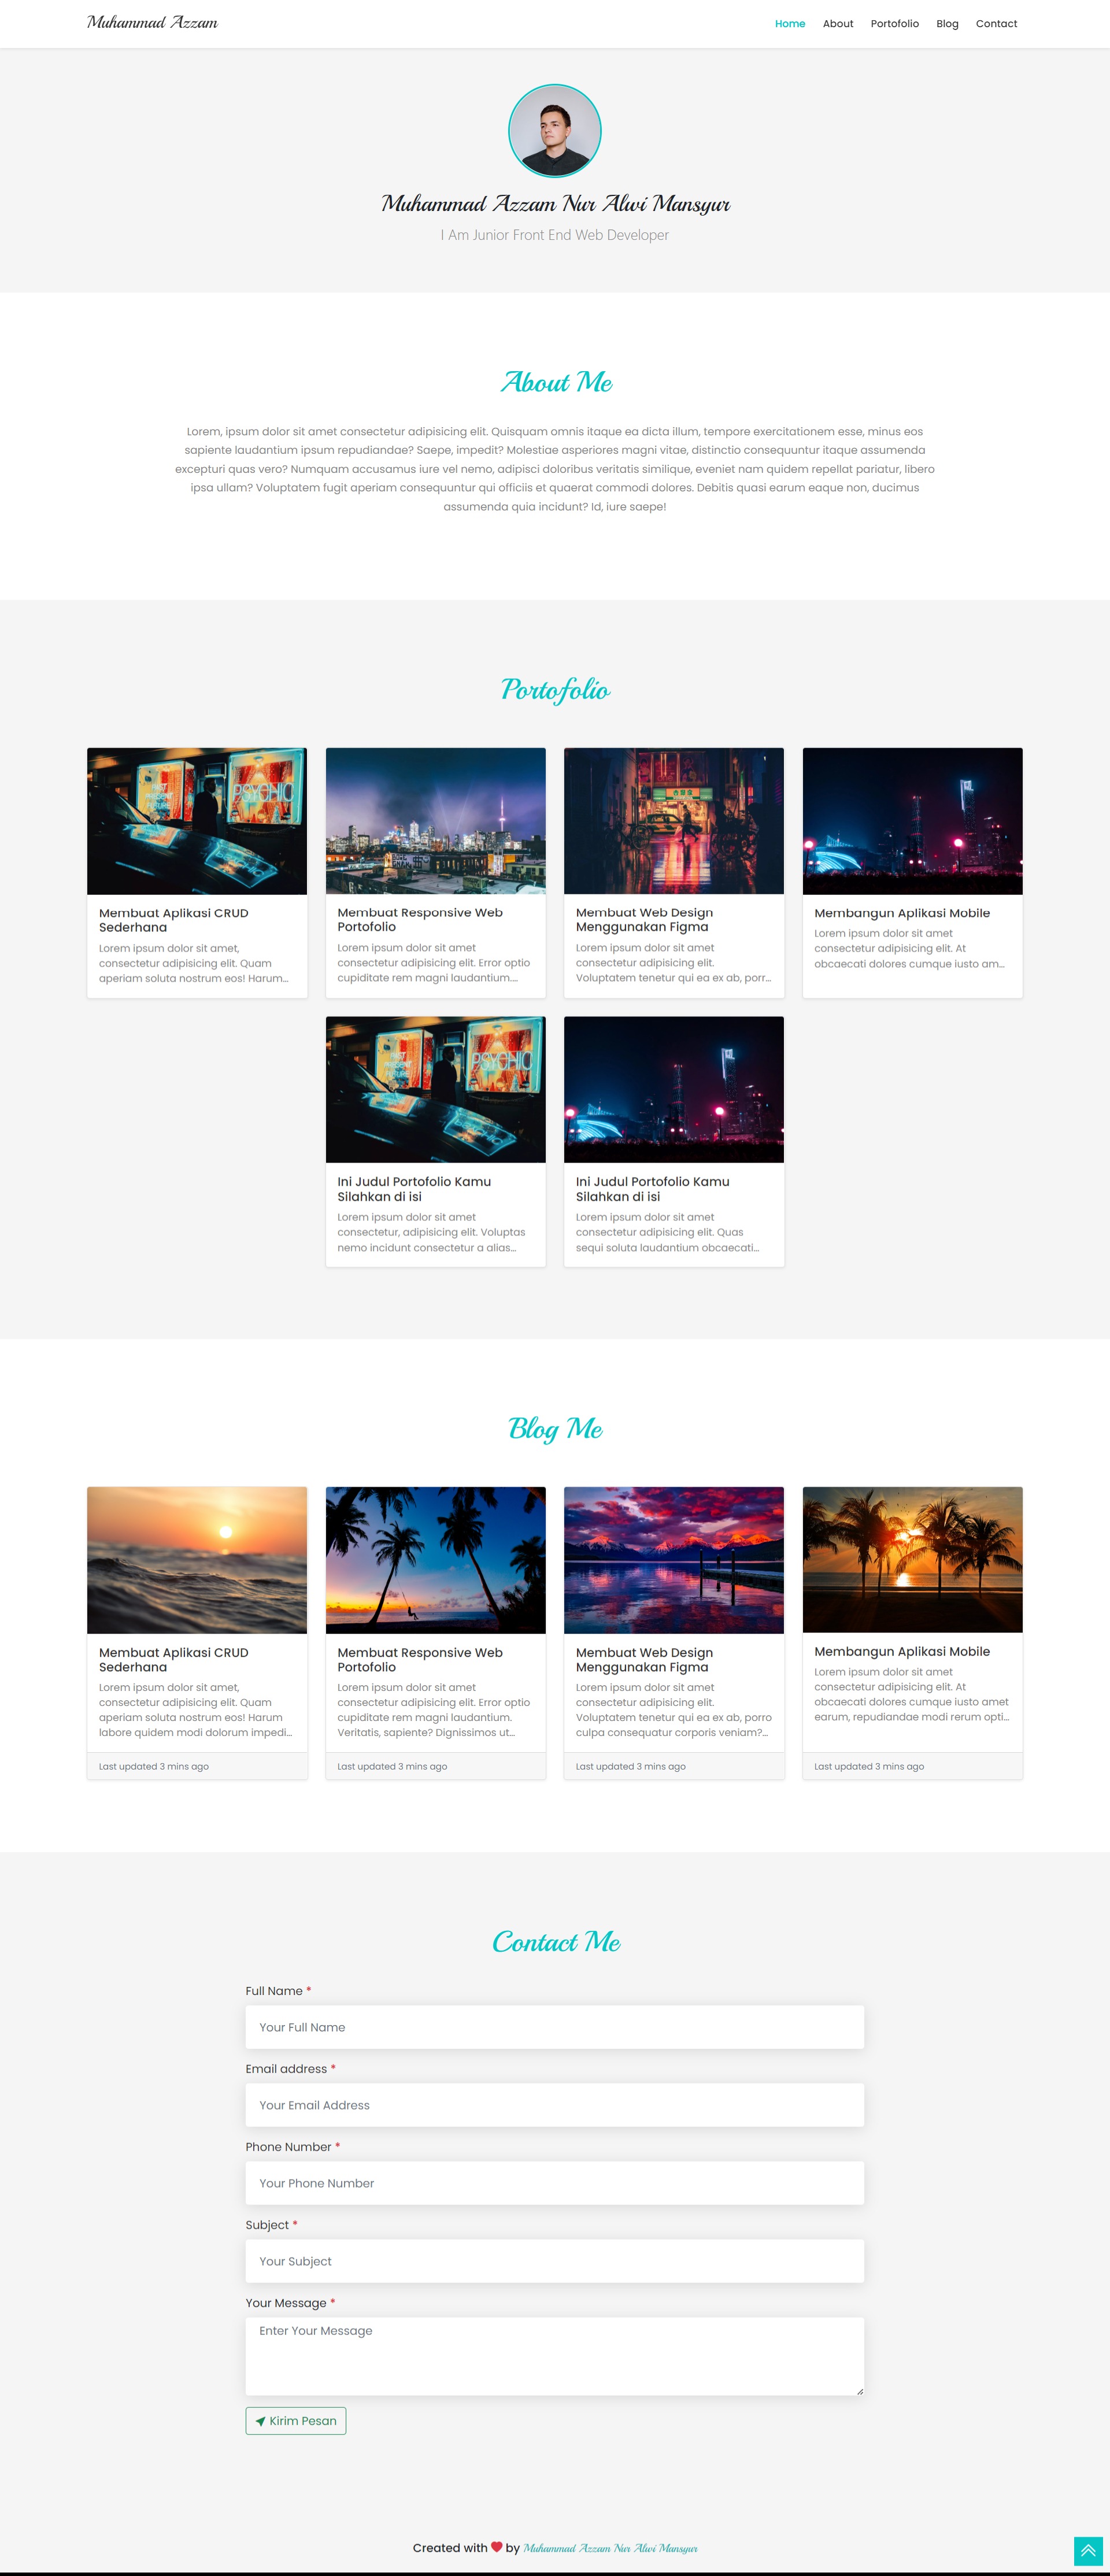 Muhammad Azzam
Home About Portofolio Blog Contact
Muhammad Azzam Nur Alwi Mansyur
I Am Junior Front End Web Developer
About Me
Lorem, ipsum dolor sit amet consectetur adipisicing elit. Quisquam omnis itaque ea dicta illum, tempore exercitationem esse, minus eos
sapiente laudantium ipsum repudiandae? Saepe, impedit? Molestiae asperiores magni vitae, distinctio consequuntur itaque assumenda
excepturi quas vero? Numquam accusamus iure vel nemo, adipisci doloribus veritatis similique, eveniet nam quidem repellat pariatur, libero
ipsa ullam? Voluptatem fugit aperiam consequuntur qui officiis et quaerat commodi dolores. Debitis quasi earum eaque non, ducimus
assumenda quia incidunt? Id, iure saepe!
Portofolio
PAST
PRESENT
FUTURE
PSYCHIC
Membuat Aplikasi CRUD
Sederhana
Lorem ipsum dolor sit amet,
consectetur adipisicing elit. Quam
aperiam soluta nostrum eos! Harum...
Membuat Responsive Web
Portofolio
Lorem ipsum dolor sit amet
consectetur adipisicing elit. Error optio
cupiditate rem magni laudantium....
Membuat Web Design
Menggunakan Figma
Lorem ipsum dolor sit amet
consectetur adipisicing elit.
Voluptatem tenetur qui ea ex ab, porr...
Membangun Aplikasi Mobile
Lorem ipsum dolor sit amet
consectetur adipisicing elit. At
obcaecati dolores cumque iusto am...
PAST
PRESENT
FUTURE
PSYCHIC
Ini Judul Portofolio Kamu
Silahkan di isi
Lorem ipsum dolor sit amet
consectetur, adipisicing elit. Voluptas
nemo incidunt consectetur a alias...
Ini Judul Portofolio Kamu
Silahkan di isi
Lorem ipsum dolor sit amet
consectetur adipisicing elit. Quas
sequi soluta laudantium obcaecati...
Blog Me
Membuat Aplikasi CRUD
Sederhana
Lorem ipsum dolor sit amet,
consectetur adipisicing elit. Quam
aperiam soluta nostrum eos! Harum
labore quidem modi dolorum impedi...
Last updated 3 mins ago
Membuat Responsive Web
Portofolio
Lorem ipsum dolor sit amet
consectetur adipisicing elit. Error optio
cupiditate rem magni laudantium.
Veritatis, sapiente? Dignissimos ut...
Last updated 3 mins ago
Membuat Web Design
Menggunakan Figma
Lorem ipsum dolor sit amet
consectetur adipisicing elit.
Voluptatem tenetur qui ea ex ab, porro
culpa consequatur corporis veniam?...
Last updated 3 mins ago
Membangun Aplikasi Mobile
Lorem ipsum dolor sit amet
consectetur adipisicing elit. At
obcaecati dolores cumque iusto amet
earum, repudiandae modi rerum opti...
Last updated 3 mins ago
Contact Me
Full Name *
Your Full Name
Email address *
Your Email Address
Phone Number *
Your Phone Number
Subject *
Your Subject
Your Message *
Enter Your Message
Kirim Pesan
Created with ❤ by Muhammad Azzam Nur Alwi Mansyur